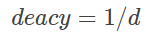 deacy = 1/d